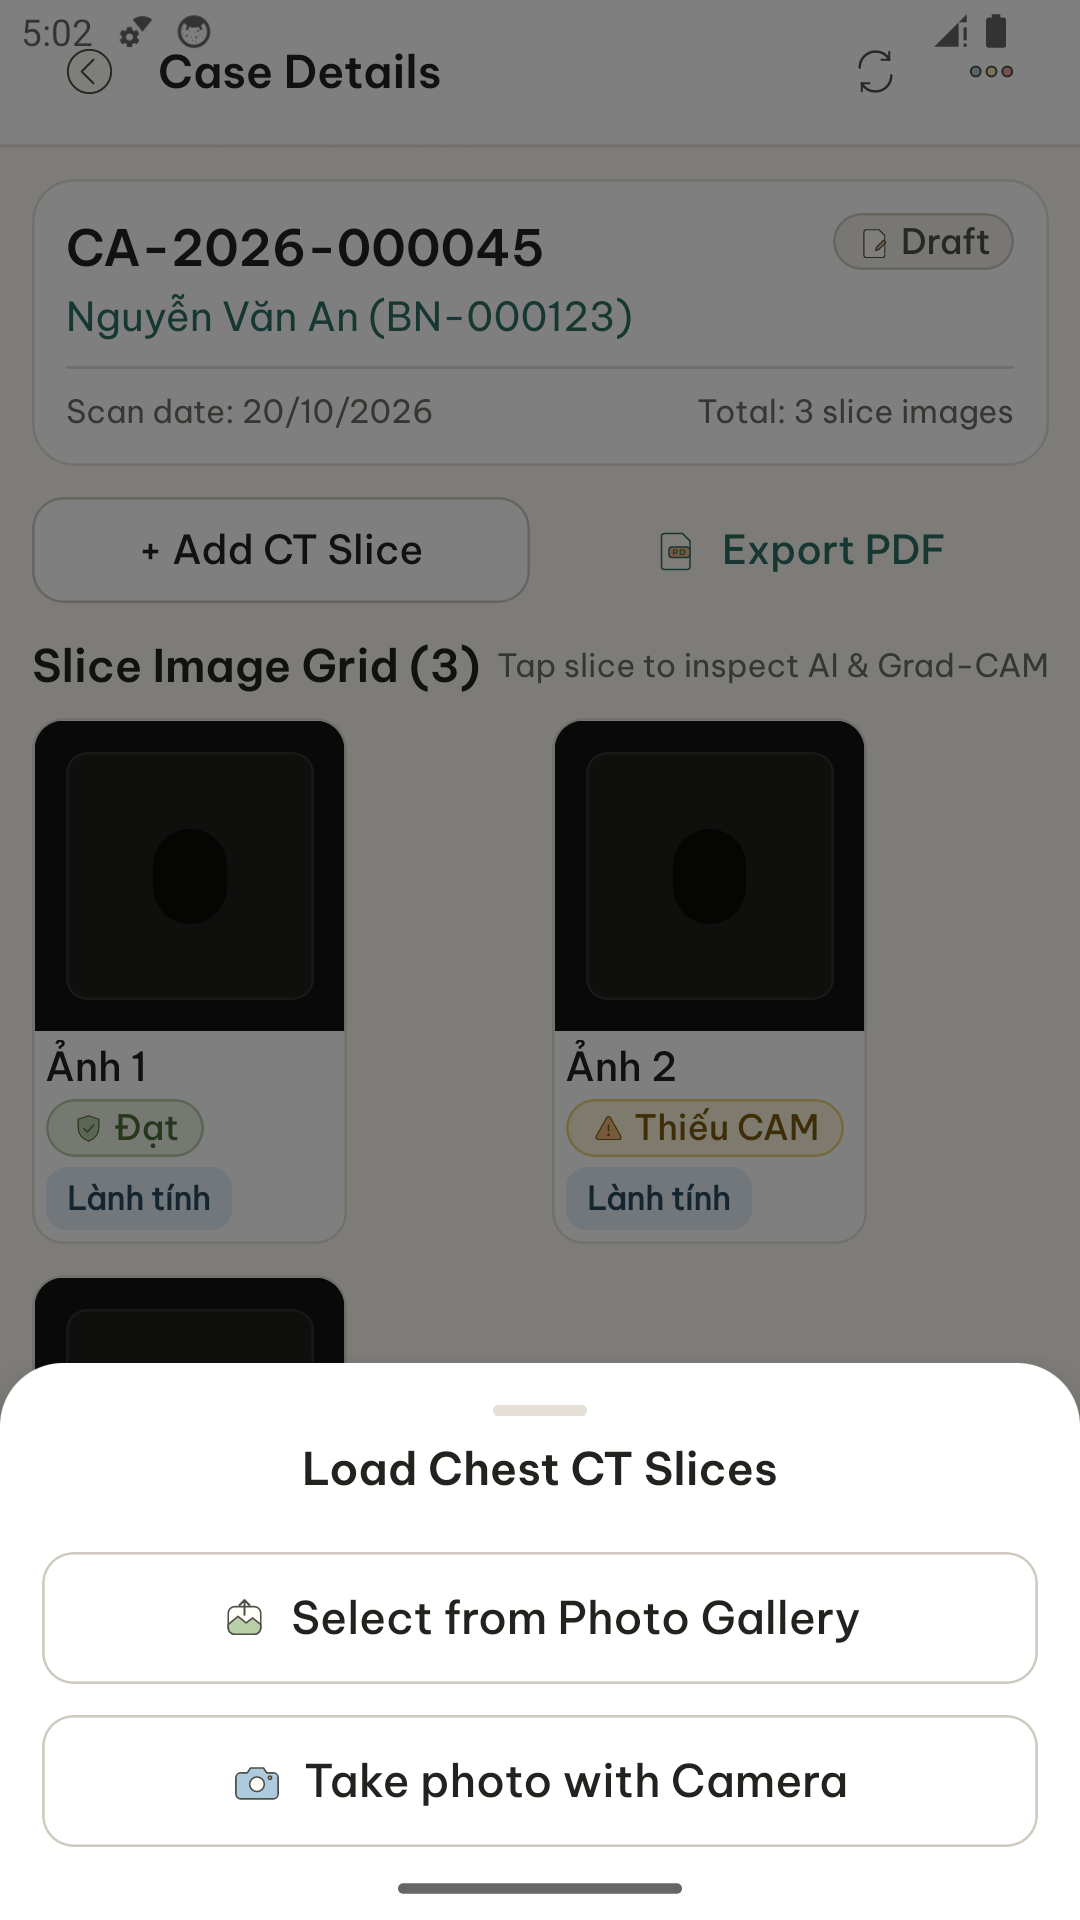 5:02
Case Details
CA-2026-000045
Draft
Nguyễn Văn An (BN-000123)
Scan date: 20/10/2026
Total: 3 slice images
+ Add CT Slice
PD
Export PDF
Slice Image Grid (3)
Tap slice to inspect AI & Grad-CAM
Ảnh 1
Ảnh 2
Đạt
Thiếu CAM
Lành tính
Lành tính
Load Chest CT Slices
Select from Photo Gallery
Take photo with Camera